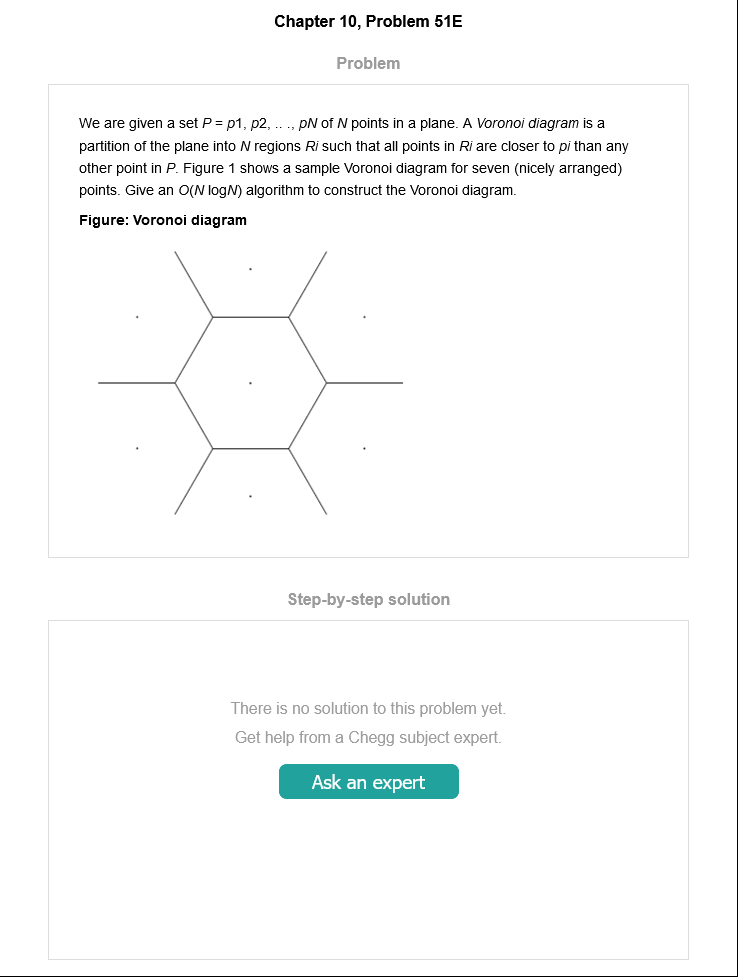 Chapter 10, Problem 51E
Problem
We are given a set P = p1, p2, .. ., pN of N points in a plane. A Voronoi diagram is a
partition of the plane into N regions Ri such that all points in Ri are closer to pi than any
other point in P. Figure 1 shows a sample Voronoi diagram for seven (nicely arranged)
points. Give an O(N logN) algorithm to construct the Voronoi diagram.
Figure: Voronoi diagram
Step-by-step solution
There is no solution to this problem yet.
Get help from a Chegg subject expert.
Ask an expert